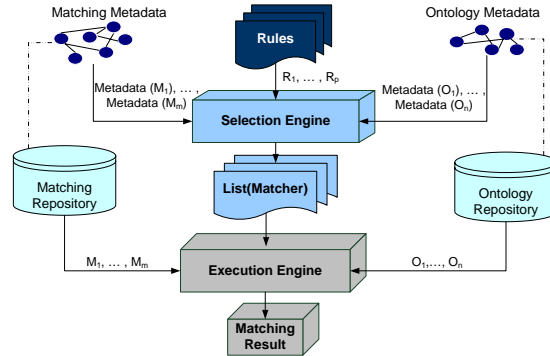 Matching Metadata
Ontology Metadata
Rules
R1, … , Rp
Metadata (M1), … ,
Metadata (Mm)
Metadata (O1), … ,
Metadata (On)
Selection Engine
List(Matcher)
Matching
Repository
Ontology
Repository
M1, … , Mm
Execution Engine
O1,…, On
Matching
Result